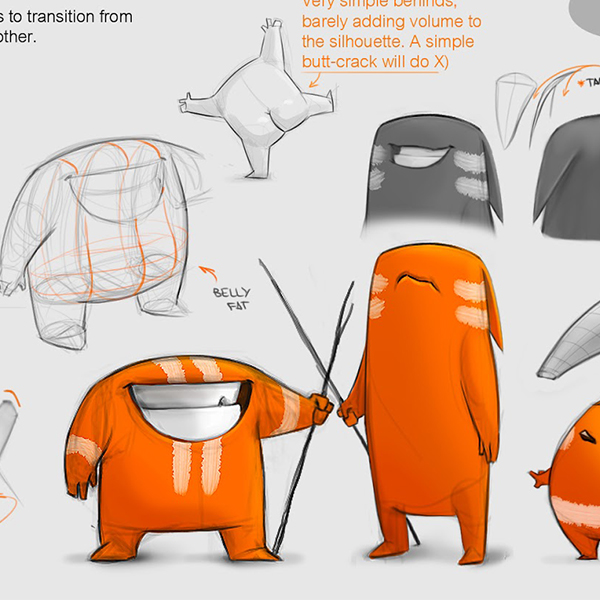 s to transition from
other.
very simple behinds,
barely adding volume to
the silhouette. A simple
butt-crack will do X)
BELLY
FAT